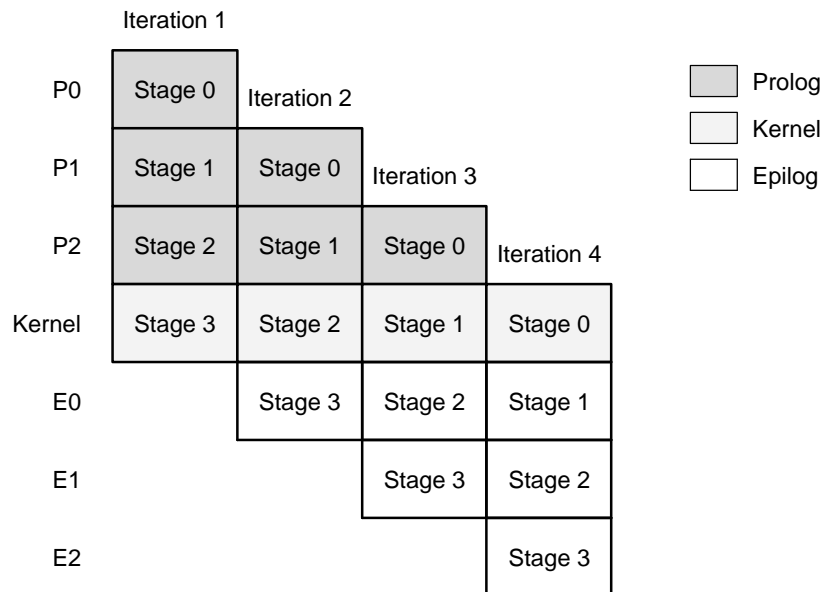 Iteration 1
P0 Stage 0 Iteration 2
P1 Stage 1 Stage 0 Iteration 3
P2 Stage 2 Stage 1 Stage 0 Iteration 4
Kernel Stage 3 Stage 2 Stage 1 Stage 0
E0 Stage 3 Stage 2 Stage 1
E1 Stage 3 Stage 2
E2 Stage 3
Prolog
Kernel
Epilog